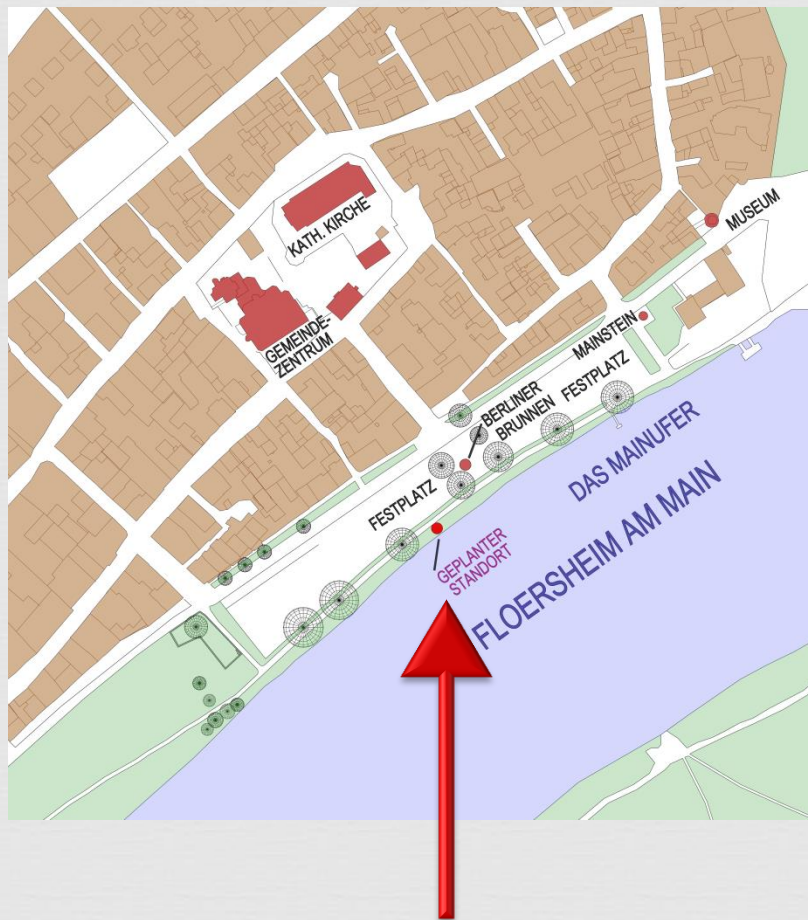 KATH. KIRCHE
MUSEUM
GEMEINDE-
ZENTRUM
MAINSTEIN
BERLINER
BRUNNEN
FESTPLATZ
FESTPLATZ
DAS MAINUFER
FLOERSHEIM AM MAIN
GEPLANTER
STANDORT